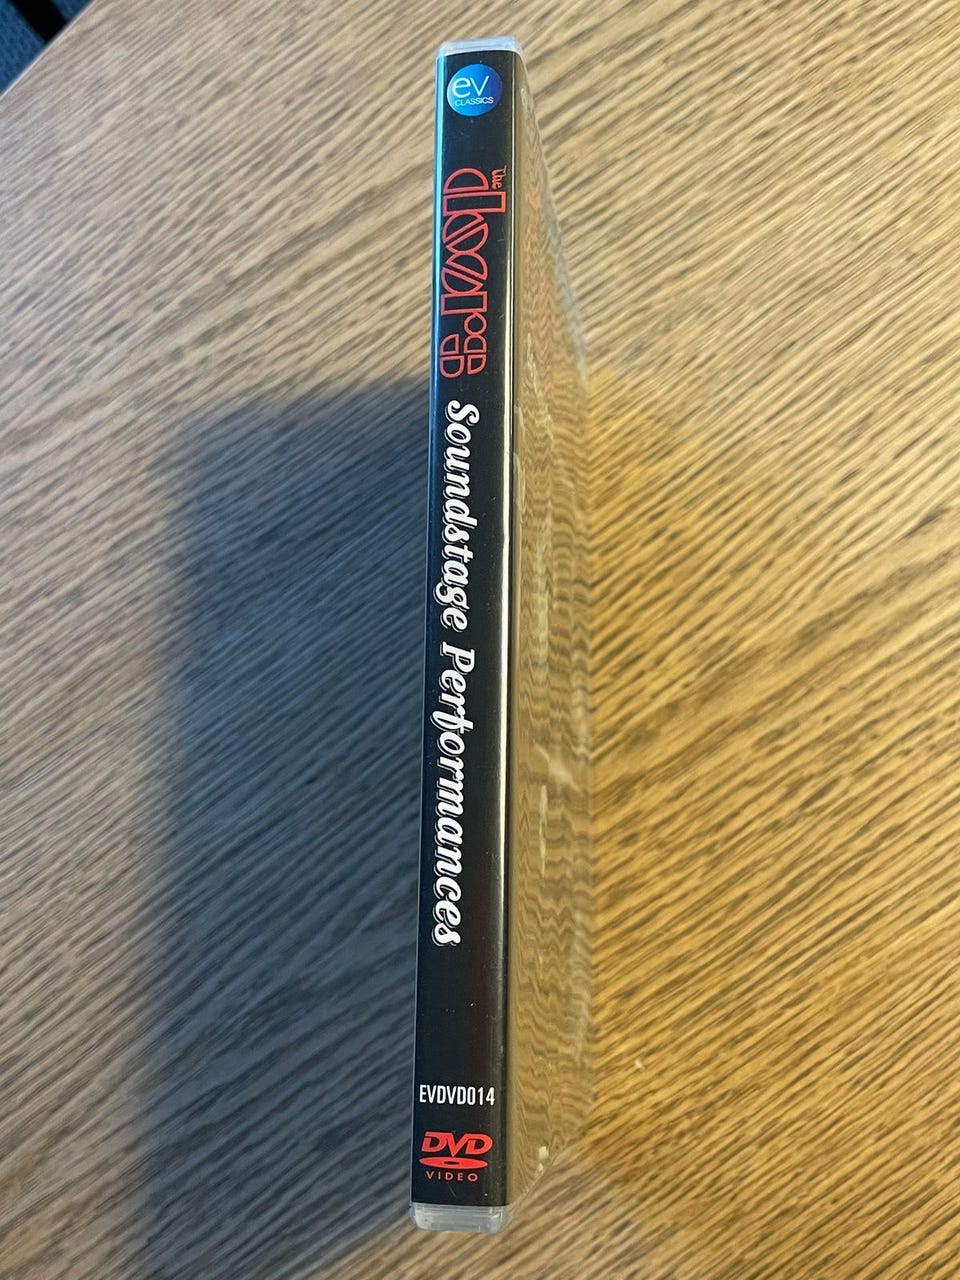 ev
CLASSICS
the
doors
Soundstage Performances
EVDVD014
DVD
VIDEO